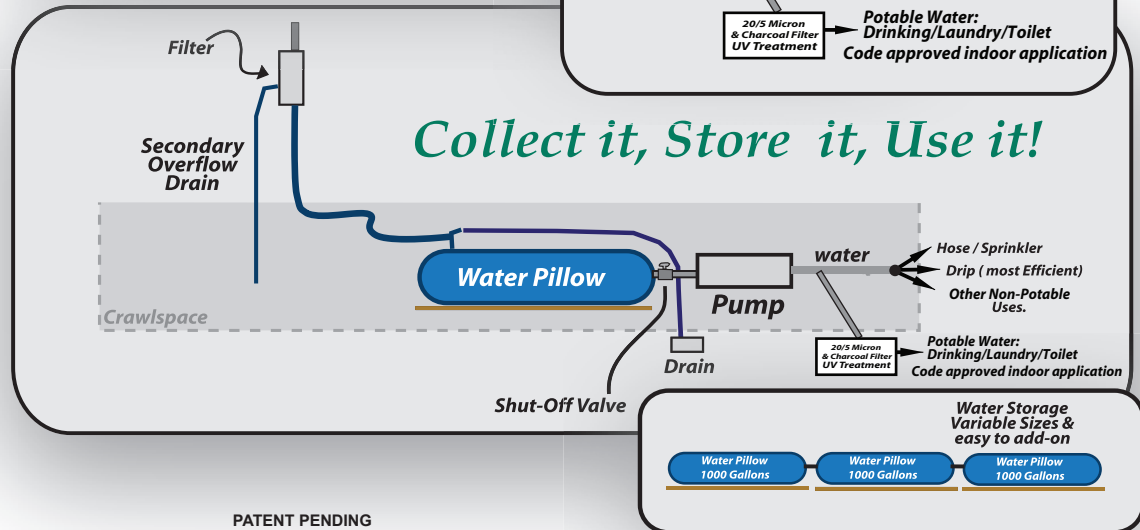 20/5 Micron
& Charcoal Filter
UV Treatment
Potable Water:
Drinking/Laundry/Toilet
Code approved indoor application
Filter
Collect it, Store it, Use it!
Secondary
Overflow
Drain
Water Pillow
water
Hose / Sprinkler
Drip ( most Efficient)
Other Non-Potable
Uses.
Pump
Crawlspace
20/5 Micron
& Charcoal Filter
UV Treatment
Potable Water:
Drinking/Laundry/Toilet
Code approved indoor application
Drain
Shut-Off Valve
Water Storage
Variable Sizes &
easy to add-on
Water Pillow
1000 Gallons
Water Pillow
1000 Gallons
Water Pillow
1000 Gallons
PATENT PENDING